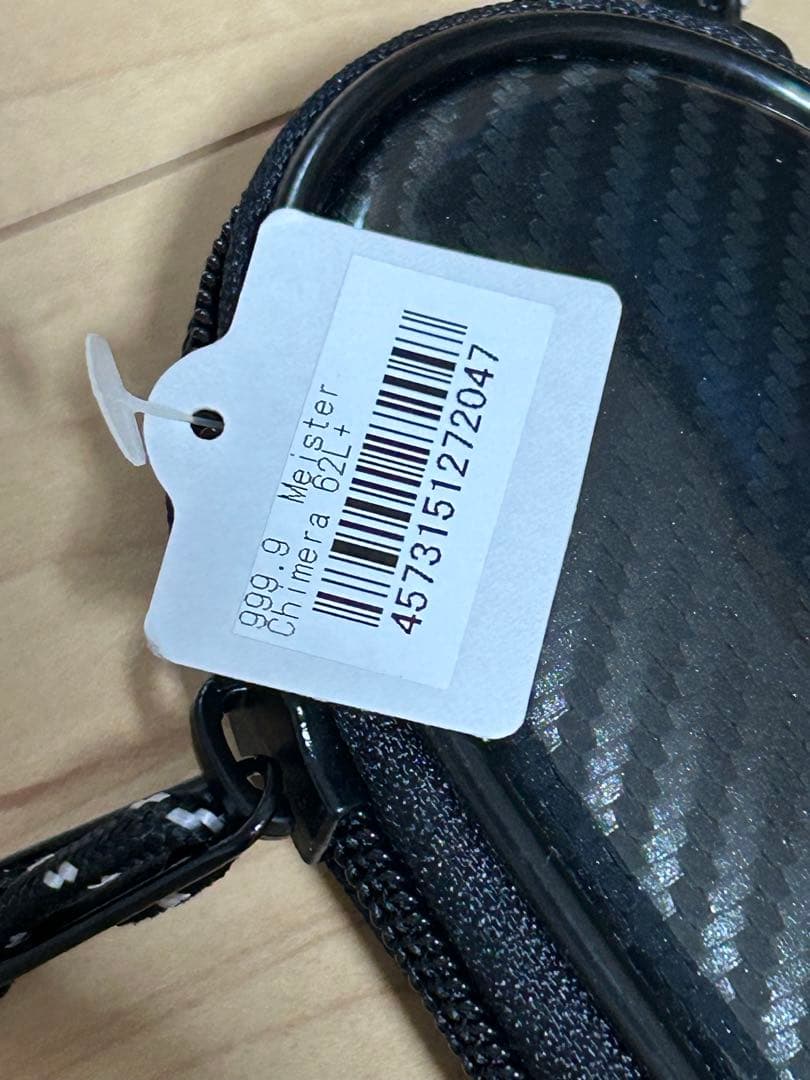 999.9 Meister
Chimera 62L+
4573151272047